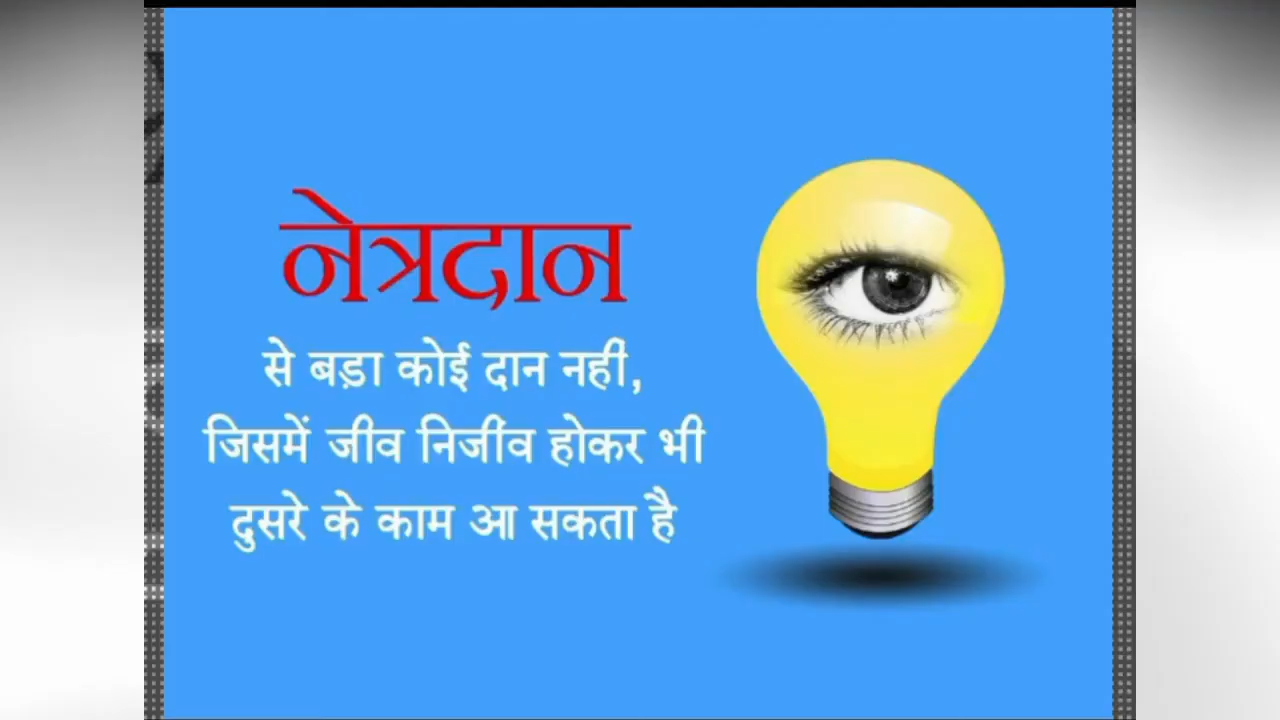 नेत्रदान
से बड़ा कोई दान नहीं,
जिसमें जीव निर्जीव होकर भी
दुसरे के काम आ सकता है